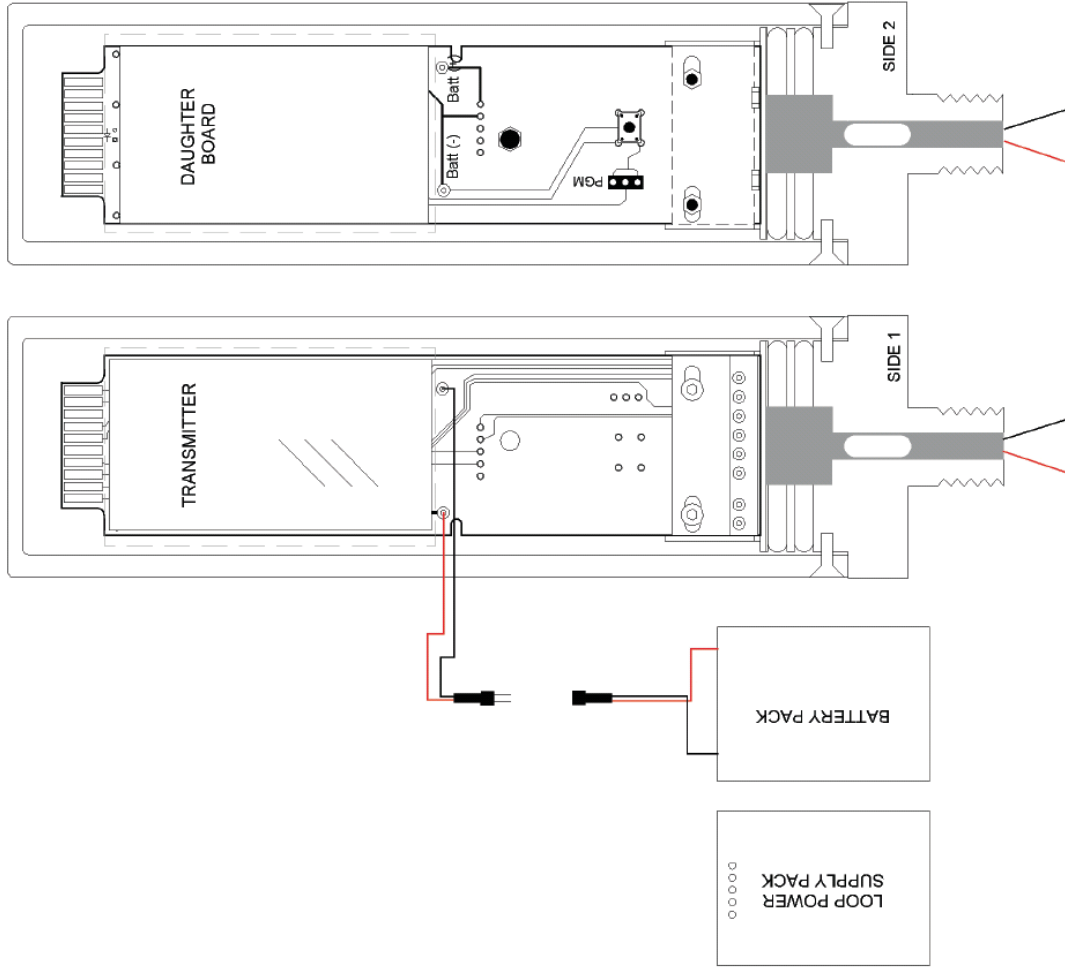 SIDE 2
DAUGHTER
BOARD
Batt (+)
Batt (-)
PGM
SIDE 1
TRANSMITTER
BATTERY PACK
LOOP POWER
SUPPLY PACK